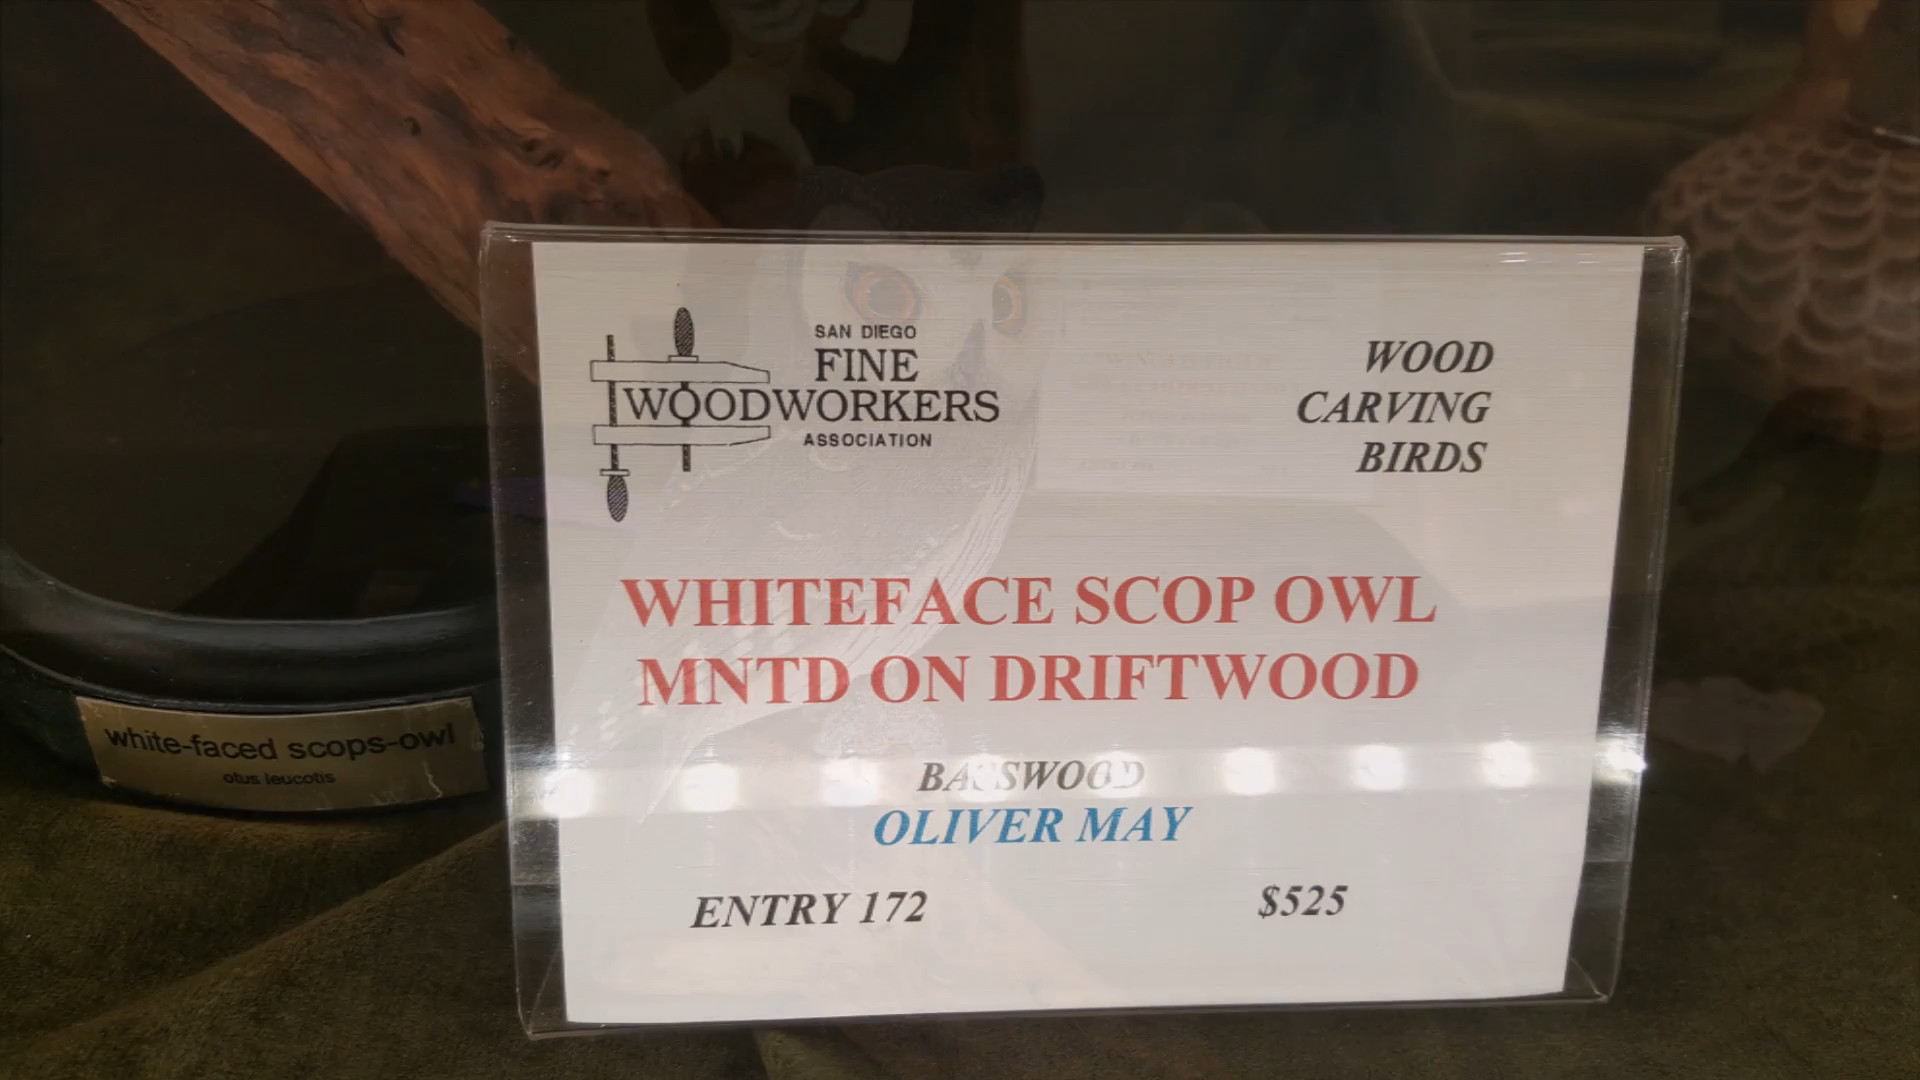 SAN DIEGO
FINE
WOODWORKERS
ASSOCIATION
WOOD
CARVING
BIRDS
WHITEFACE SCOP OWL
MNTD ON DRIFTWOOD
BASSWOOD
OLIVER MAY
ENTRY 172
$525
white-faced scops-owl
otus leucotis